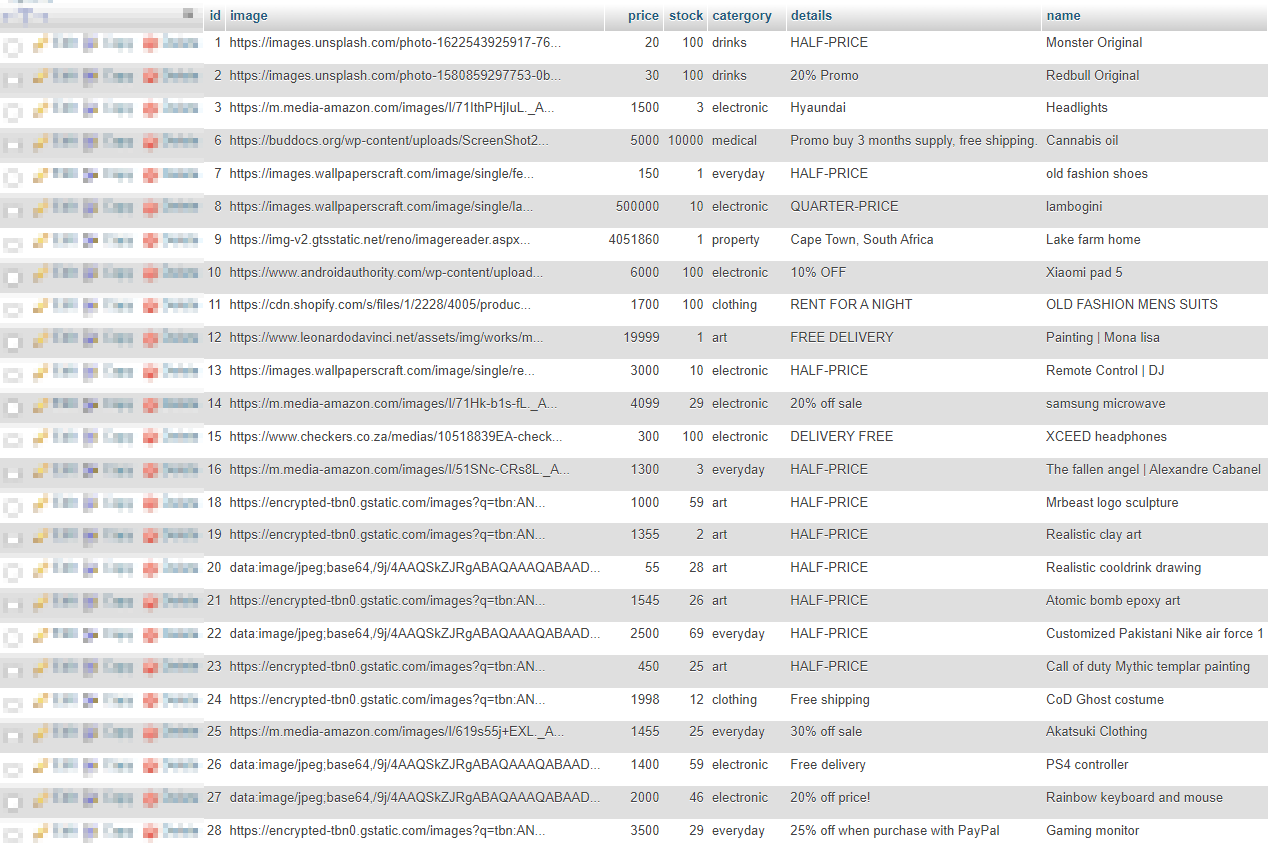 id image price stock catergory details name
1 https://images.unsplash.com/photo-1622543925917-76... 20 100 drinks HALF-PRICE Monster Original
2 https://images.unsplash.com/photo-1580859297753-0b... 30 100 drinks 20% Promo Redbull Original
3 https://m.media-amazon.com/images/I/71IthPHjIuL._A... 1500 3 electronic Hyaundai Headlights
6 https://buddocs.org/wp-content/uploads/ScreenShot2... 5000 10000 medical Promo buy 3 months supply, free shipping. Cannabis oil
7 https://images.wallpaperscraft.com/image/single/fe... 150 1 everyday HALF-PRICE old fashion shoes
8 https://images.wallpaperscraft.com/image/single/la... 500000 10 electronic QUARTER-PRICE lambogini
9 https://img-v2.gtsstatic.net/reno/imagereader.aspx... 4051860 1 property Cape Town, South Africa Lake farm home
10 https://www.androidauthority.com/wp-content/upload... 6000 100 electronic 10% OFF Xiaomi pad 5
11 https://cdn.shopify.com/s/files/1/2228/4005/produc... 1700 100 clothing RENT FOR A NIGHT OLD FASHION MENS SUITS
12 https://www.leonardodavinci.net/assets/img/works/m... 19999 1 art FREE DELIVERY Painting | Mona lisa
13 https://images.wallpaperscraft.com/image/single/re... 3000 10 electronic HALF-PRICE Remote Control | DJ
14 https://m.media-amazon.com/images/I/71Hk-b1s-fL._A... 4099 29 electronic 20% off sale samsung microwave
15 https://www.checkers.co.za/medias/10518839EA-check... 300 100 electronic DELIVERY FREE XCEED headphones
16 https://m.media-amazon.com/images/I/51SNc-CRs8L._A... 1300 3 everyday HALF-PRICE The fallen angel | Alexandre Cabanel
18 https://encrypted-tbn0.gstatic.com/images?q=tbn:AN... 1000 59 art HALF-PRICE Mrbeast logo sculpture
19 https://encrypted-tbn0.gstatic.com/images?q=tbn:AN... 1355 2 art HALF-PRICE Realistic clay art
20 data:image/jpeg;base64,/9j/4AAQSkZJRgABAQAAAQABAAD... 55 28 art HALF-PRICE Realistic cooldrink drawing
21 https://encrypted-tbn0.gstatic.com/images?q=tbn:AN... 1545 26 art HALF-PRICE Atomic bomb epoxy art
22 data:image/jpeg;base64,/9j/4AAQSkZJRgABAQAAAQABAAD... 2500 69 everyday HALF-PRICE Customized Pakistani Nike air force 1
23 https://encrypted-tbn0.gstatic.com/images?q=tbn:AN... 450 25 art HALF-PRICE Call of duty Mythic templar painting
24 https://encrypted-tbn0.gstatic.com/images?q=tbn:AN... 1998 12 clothing Free shipping CoD Ghost costume
25 https://m.media-amazon.com/images/I/619s55j+EXL._A... 1455 25 everyday 30% off sale Akatsuki Clothing
26 data:image/jpeg;base64,/9j/4AAQSkZJRgABAQAAAQABAAD... 1400 59 electronic Free delivery PS4 controller
27 data:image/jpeg;base64,/9j/4AAQSkZJRgABAQAAAQABAAD... 2000 46 electronic 20% off price! Rainbow keyboard and mouse
28 https://encrypted-tbn0.gstatic.com/images?q=tbn:AN... 3500 29 everyday 25% off when purchase with PayPal Gaming monitor